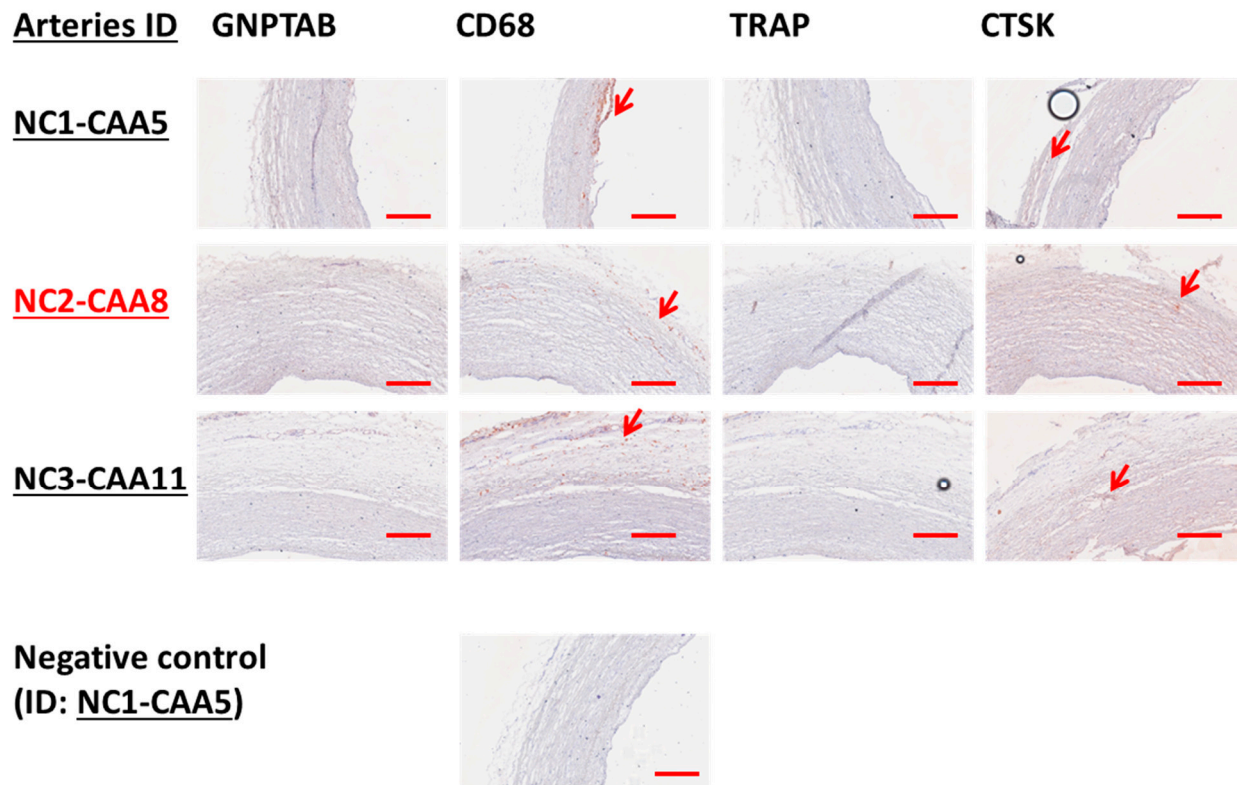 Arteries ID GNPTAB CD68 TRAP CTSK
NC1-CAA5
NC2-CAA8
NC3-CAA11
Negative control
(ID: NC1-CAA5)